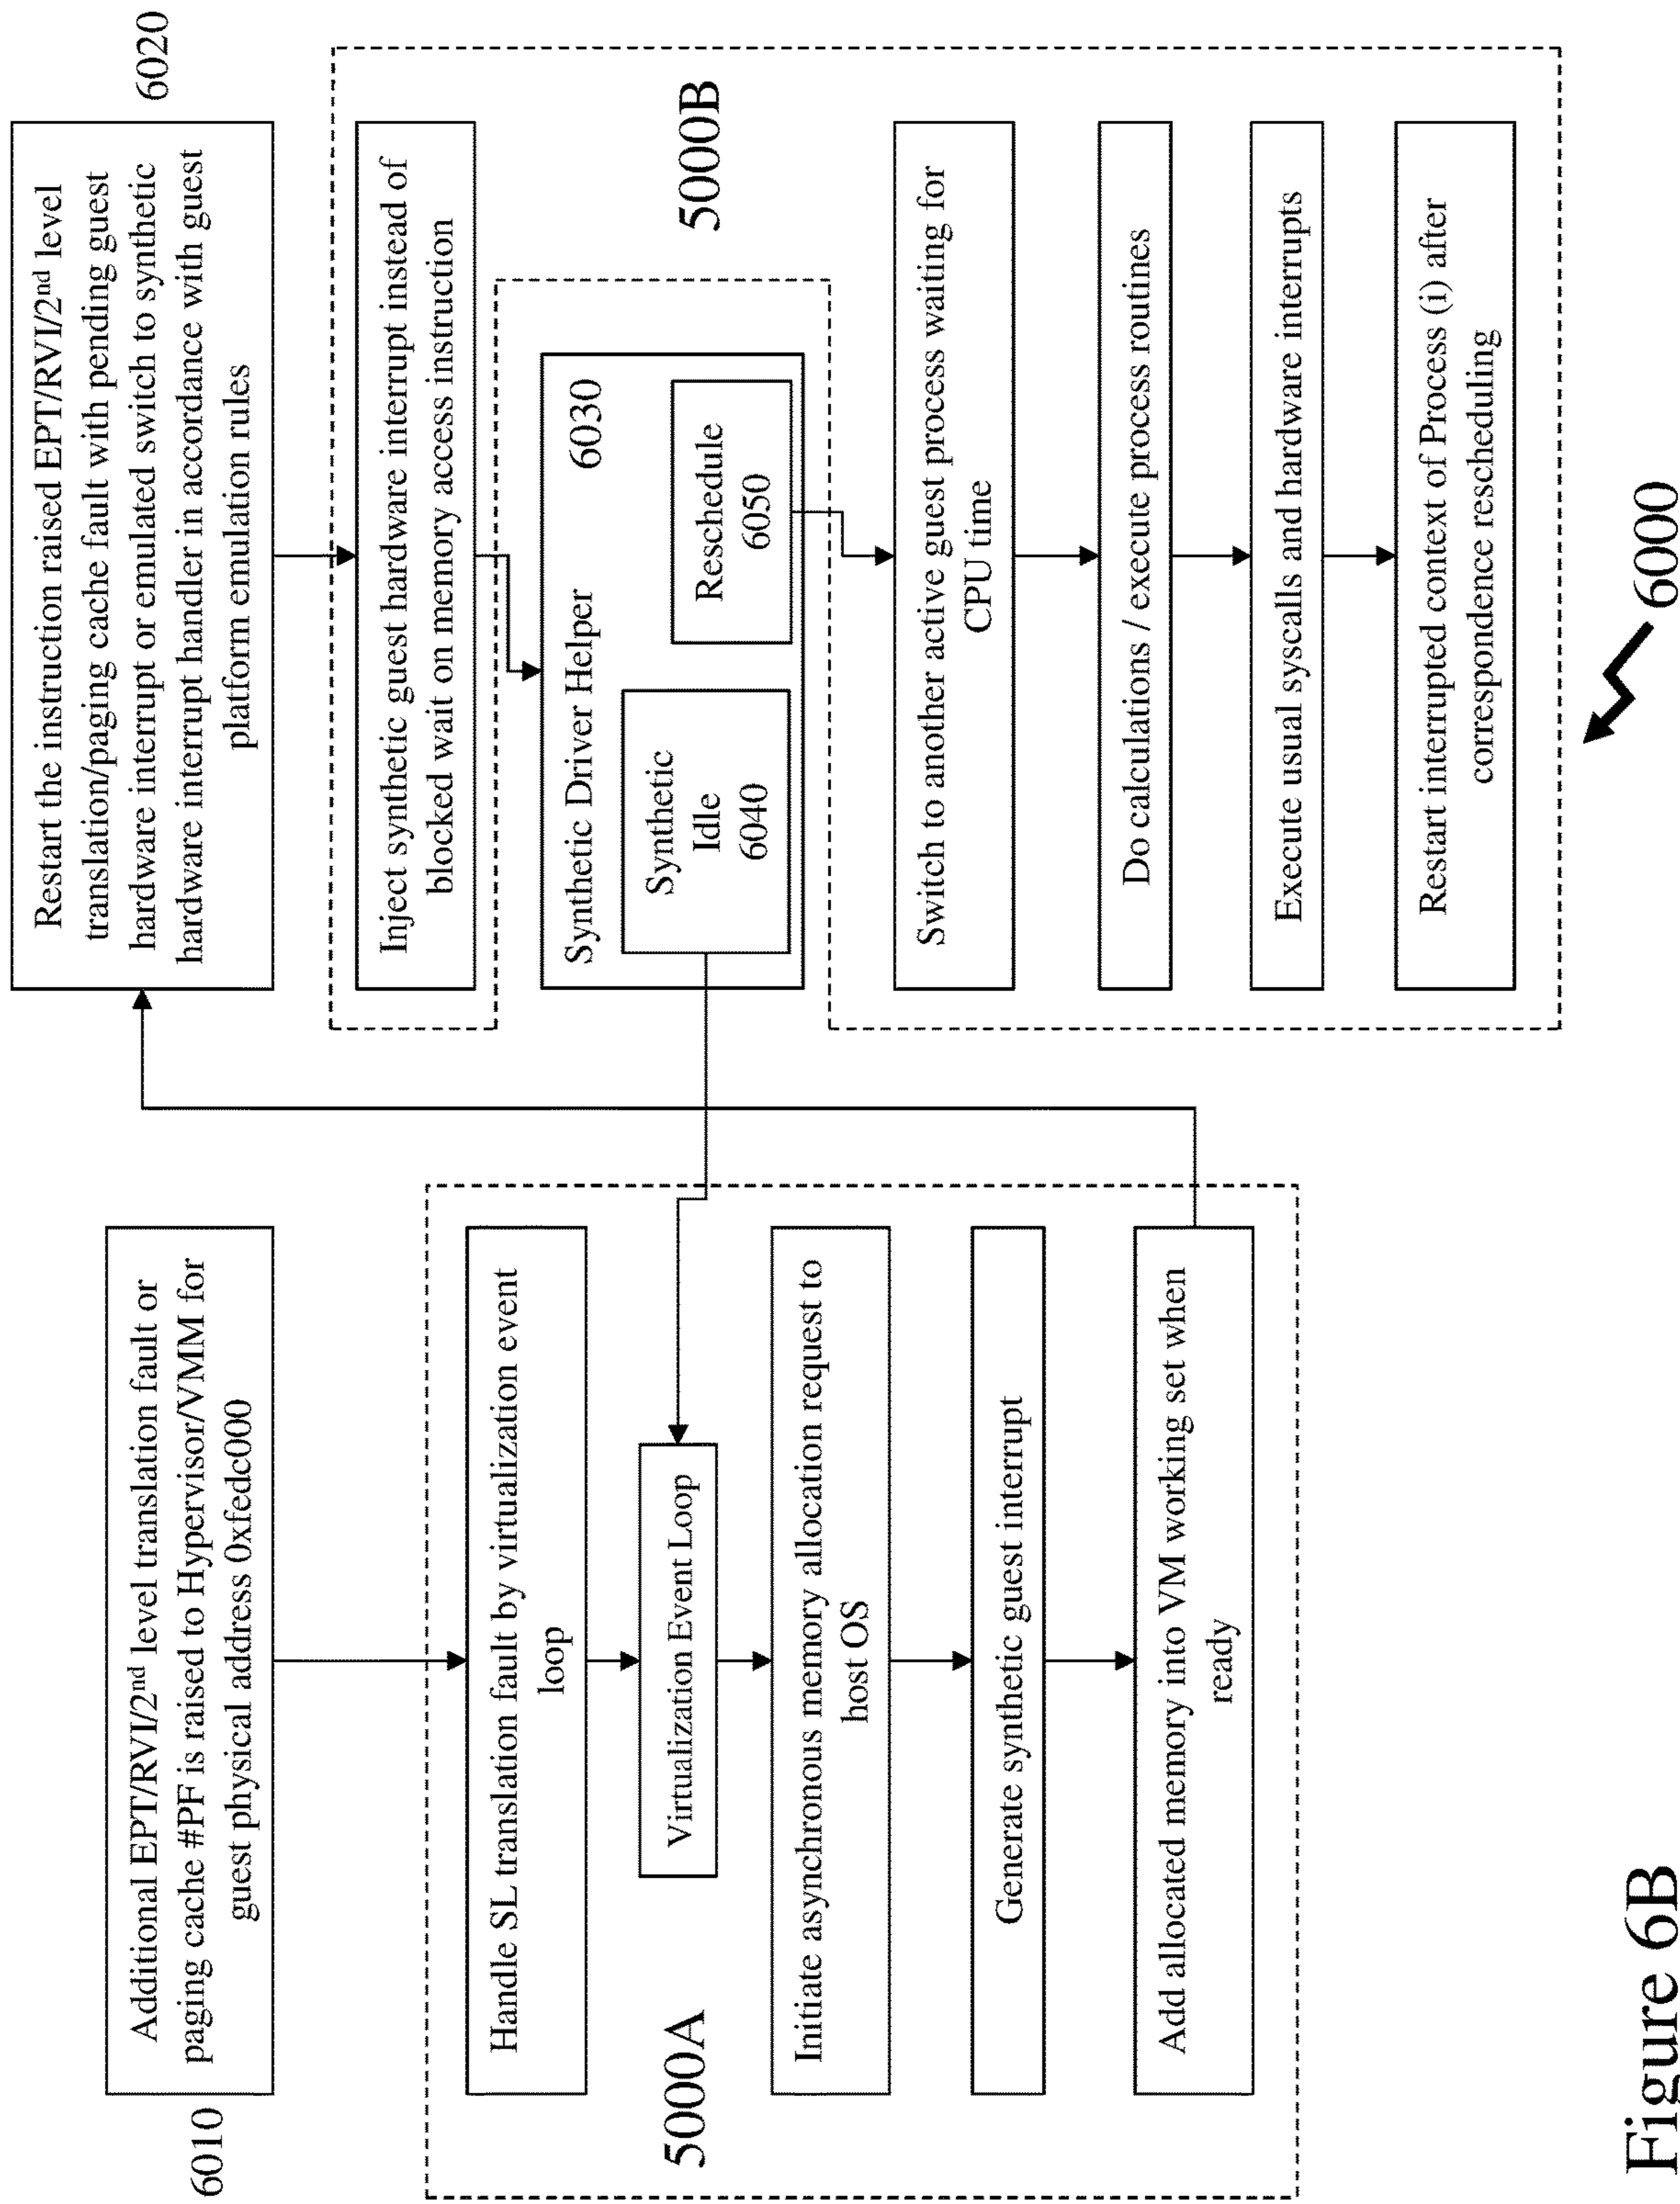 6010
Additional EPT/RVI/2nd level translation fault or
paging cache #PF is raised to Hypervisor/VMM for
guest physical address 0xfedc000
5000A
Handle SL translation fault by virtualization event
loop
Virtualization Event Loop
Initiate asynchronous memory allocation request to
host OS
Generate synthetic guest interrupt
Add allocated memory into VM working set when
ready
6020
Restart the instruction raised EPT/RVI/2nd level
translation/paging cache fault with pending guest
hardware interrupt or emulated switch to synthetic
hardware interrupt handler in accordance with guest
platform emulation rules
Inject synthetic guest hardware interrupt instead of
blocked wait on memory access instruction
5000B
Synthetic Driver Helper 6030
Synthetic
Idle
6040
Reschedule
6050
Switch to another active guest process waiting for
CPU time
Do calculations / execute process routines
Execute usual syscalls and hardware interrupts
Restart interrupted context of Process (i) after
correspondence rescheduling
6000
Figure 6B